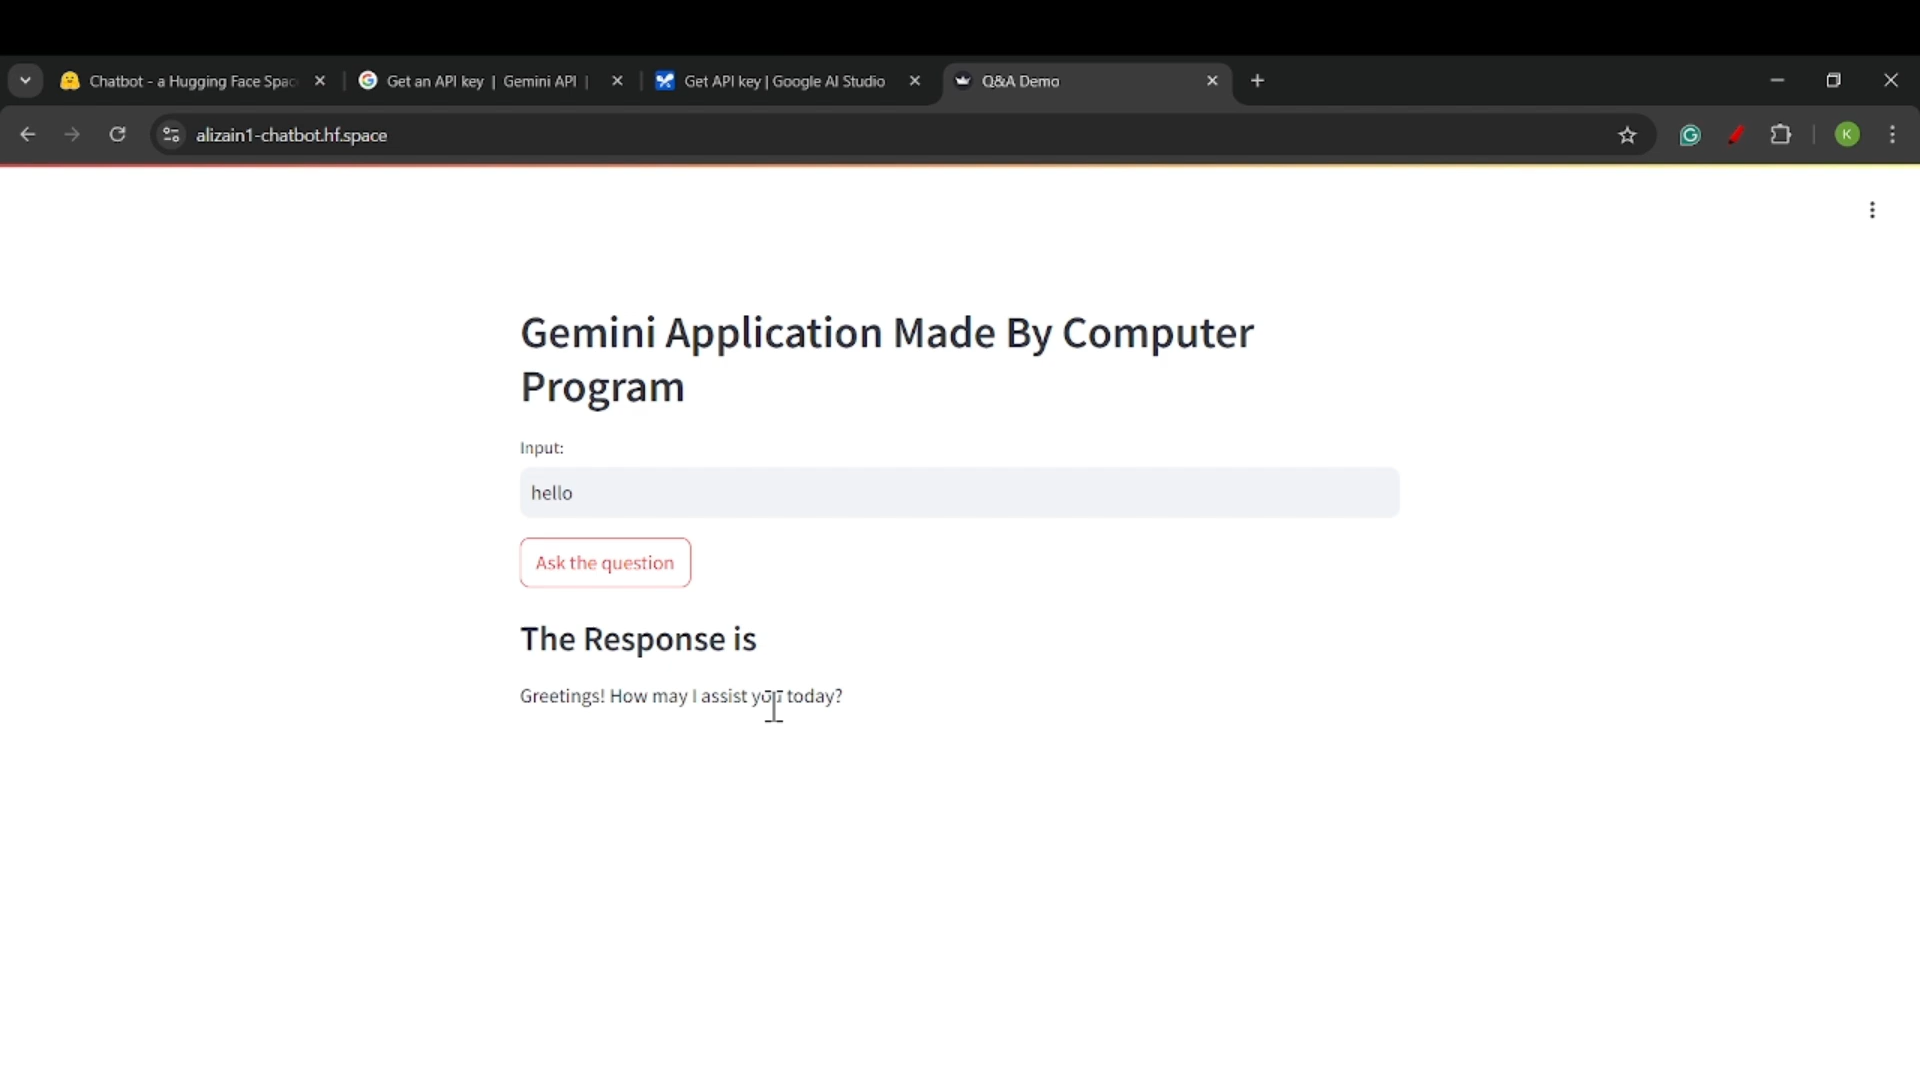 Chatbot - a Hugging Face Spac
Get an API key | Gemini API |
Get API key | Google AI Studio
Q&A Demo
alizain1-chatbot.hf.space
K
Gemini Application Made By Computer
Program
Input:
hello
Ask the question
The Response is
Greetings! How may I assist you today?